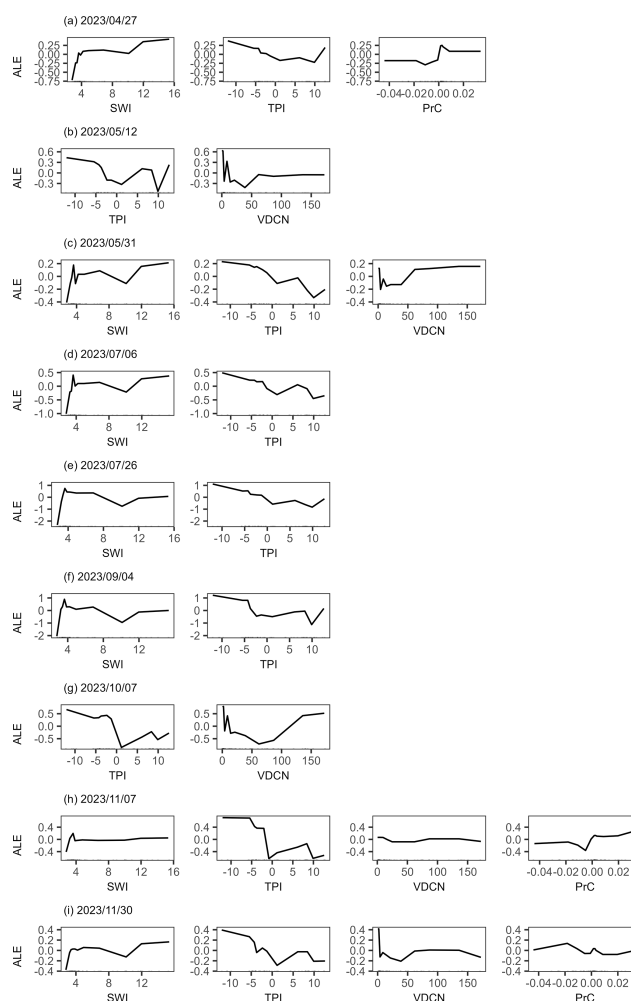 (a) 2023/04/27
ALE
0.25
0.00
-0.25
-0.50
-0.75
4 8 12 16
SWI
0.25
0.00
-0.25
-0.50
-0.75
-10 -5 0 5 10
TPI
0.25
0.00
-0.25
-0.50
-0.75
-0.04 -0.02 0.00 0.02
PrC
(b) 2023/05/12
ALE
0.6
0.3
0.0
-0.3
-10 -5 0 5 10
TPI
0.6
0.3
0.0
-0.3
0 50 100 150
VDCN
(c) 2023/05/31
ALE
0.2
0.0
-0.2
-0.4
4 8 12 16
SWI
0.2
0.0
-0.2
-0.4
-10 -5 0 5 10
TPI
0.2
0.0
-0.2
-0.4
0 50 100 150
VDCN
(d) 2023/07/06
ALE
0.5
0.0
-0.5
-1.0
4 8 12 16
SWI
0.5
0.0
-0.5
-1.0
-10 -5 0 5 10
TPI
(e) 2023/07/26
ALE
1
0
-1
-2
4 8 12 16
SWI
1
0
-1
-2
-10 -5 0 5 10
TPI
(f) 2023/09/04
ALE
1
0
-1
-2
4 8 12
SWI
1
0
-1
-2
-10 -5 0 5 10
TPI
(g) 2023/10/07
ALE
0.5
0.0
-0.5
-10 -5 0 5 10
TPI
0.5
0.0
-0.5
0 50 100 150
VDCN
(h) 2023/11/07
ALE
0.4
0.0
-0.4
4 8 12 16
SWI
0.4
0.0
-0.4
-10 -5 0 5 10
TPI
0.4
0.0
-0.4
0 50 100 150
VDCN
0.4
0.0
-0.4
-0.04 -0.02 0.00 0.02
PrC
(i) 2023/11/30
ALE
0.4
0.2
0.0
-0.2
-0.4
4 8 12 16
SWI
0.4
0.2
0.0
-0.2
-0.4
-10 -5 0 5 10
TPI
0.4
0.2
0.0
-0.2
-0.4
0 50 100 150
VDCN
0.4
0.2
0.0
-0.2
-0.4
-0.04 -0.02 0.00 0.02
PrC